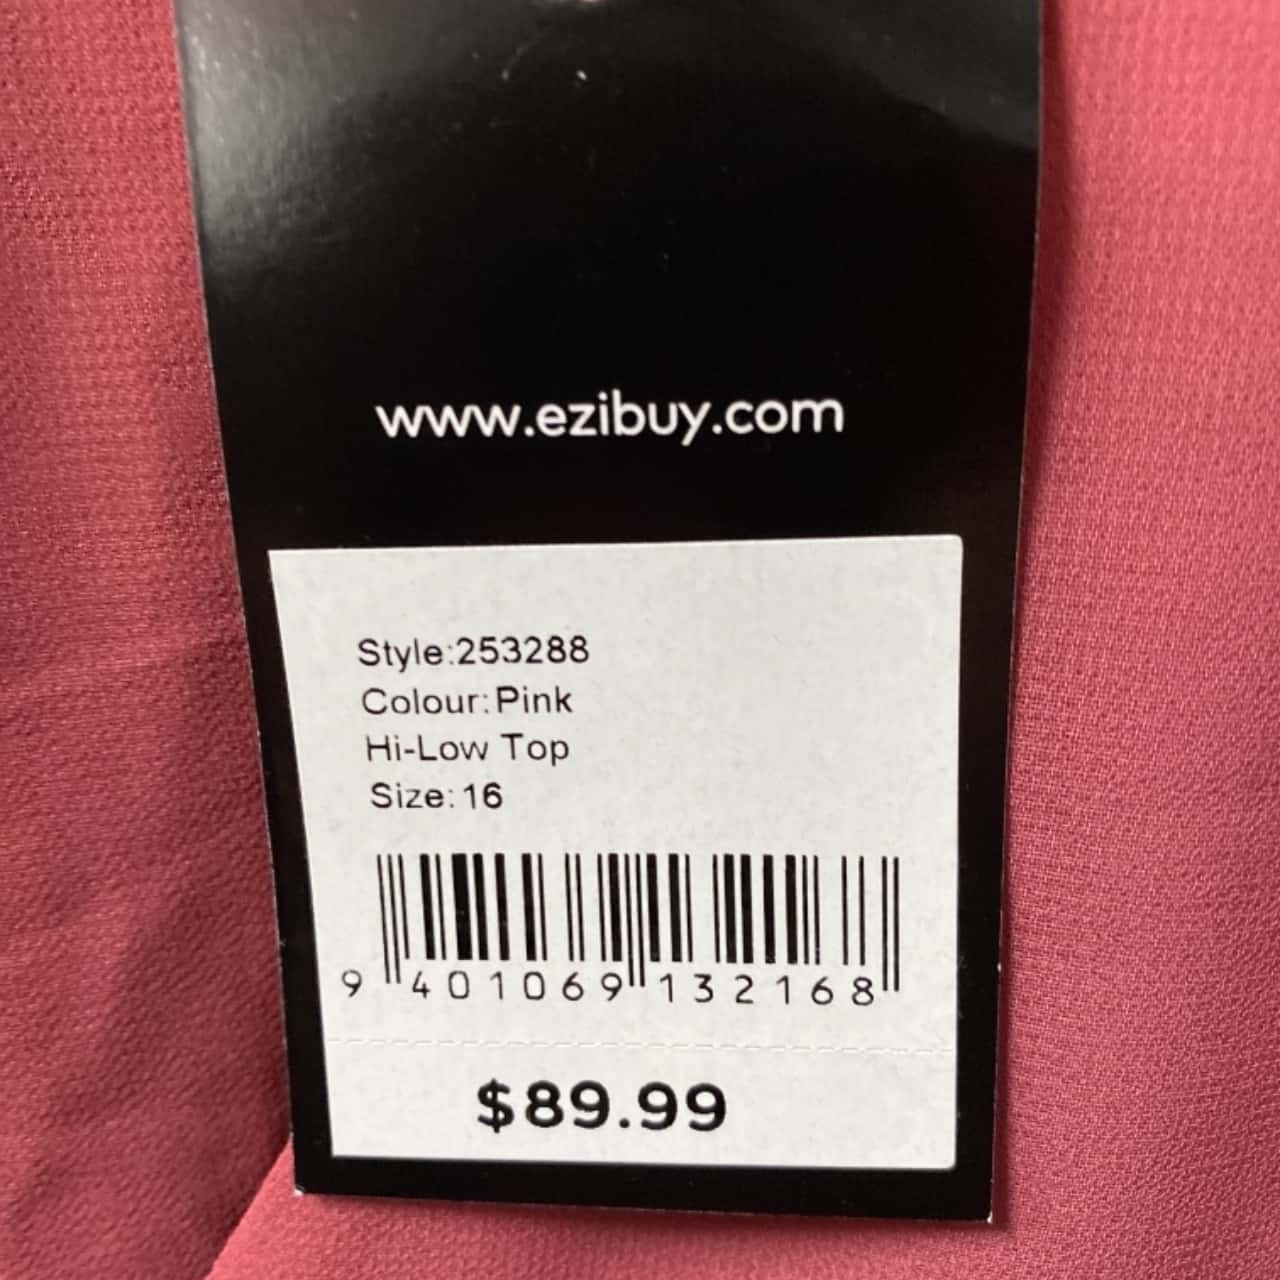 www.ezibuy.com
Style:253288
Colour:Pink
Hi-Low Top
Size:16
9 401069 132168
$89.99